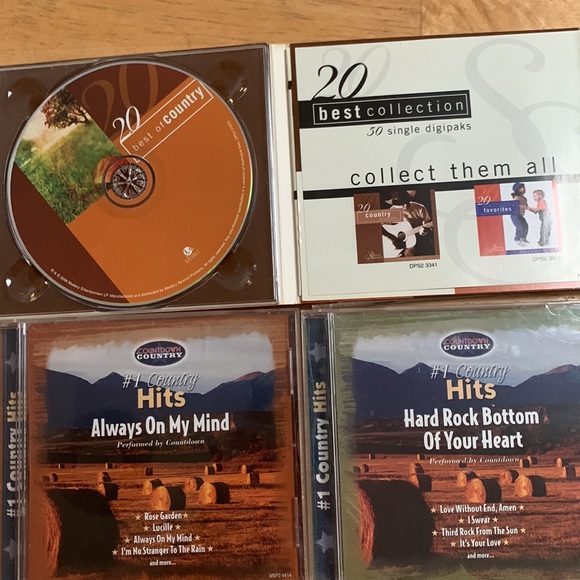 20
best of country
20
best collection
50 single digipaks
collect them all
20
country
20
favorites
DPS2 3341
COUNTDOWN
COUNTRY
#1 Country
Hits
Always On My Mind
Performed by Countdown
★ Rose Garden ★
★ Lucille ★
★ Always On My Mind ★
★ I'm No Stranger To The Rain ★
and more...
#1 Country Hits
COUNTDOWN
COUNTRY
#1 Country
Hits
Hard Rock Bottom
Of Your Heart
Performed by Countdown
★ Love Without End, Amen ★
★ I Swear ★
★ Third Rock From The Sun ★
★ It's Your Love ★
and more...
#1 Country Hits